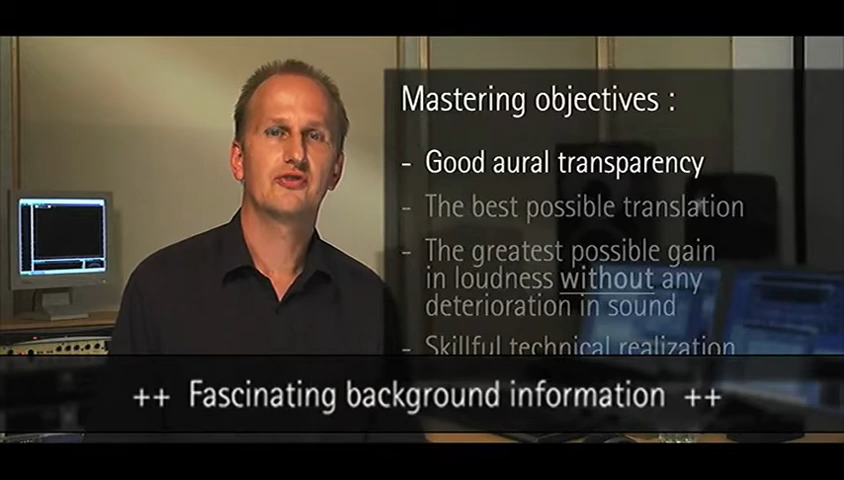 Mastering objectives :
- Good aural transparency
- The best possible translation
- The greatest possible gain
in loudness without any
deterioration in sound
- Skillful technical realization
++ Fascinating background information ++